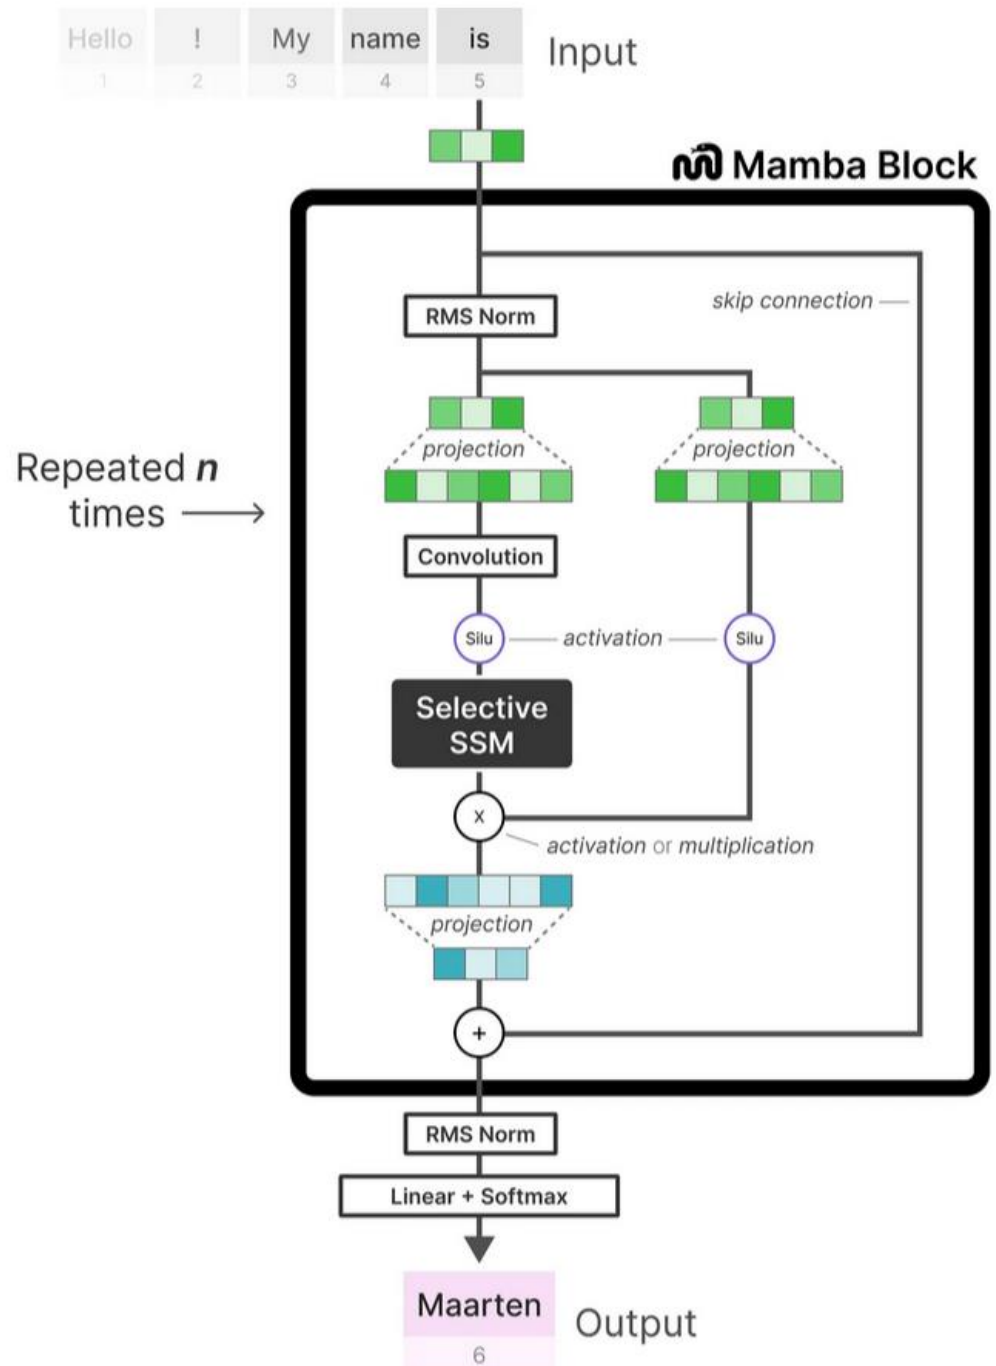 Hello ! My name is
1 2 3 4 5
Input
Mamba Block
skip connection
RMS Norm
projection projection
Repeated n
times
Convolution
Silu activation Silu
Selective
SSM
x
activation or multiplication
projection
+
RMS Norm
Linear + Softmax
Maarten
6
Output